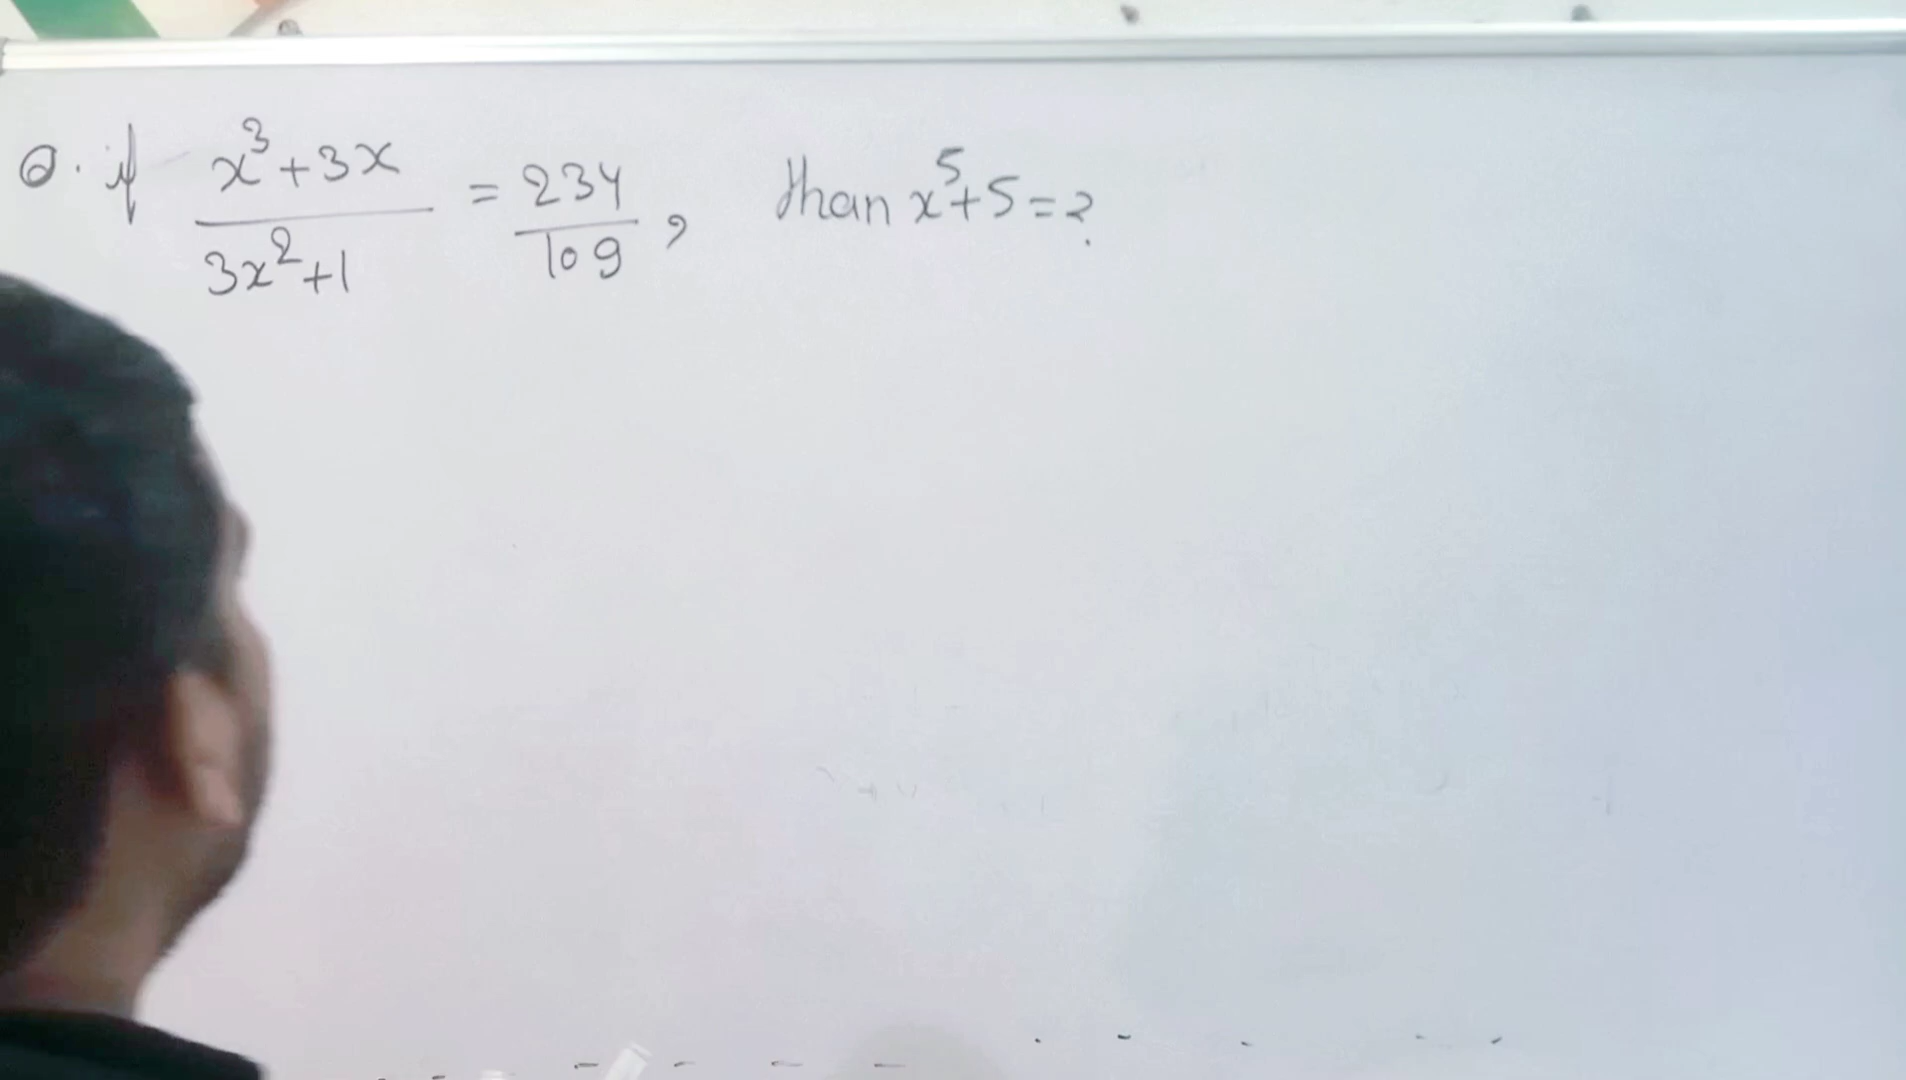 Q. if x³+3x / 3x²+1 = 234 / 109 , than x⁵+5=?